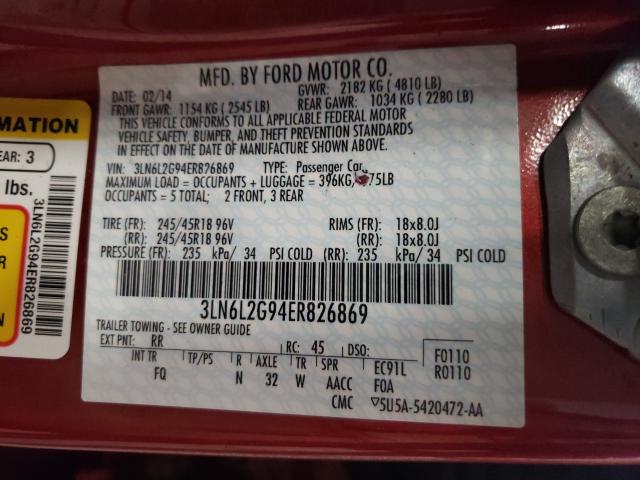 MFD. BY FORD MOTOR CO.
DATE: 02/14
GVWR: 2182 KG ( 4810 LB)
FRONT GAWR: 1154 KG ( 2545 LB)
REAR GAWR: 1034 KG ( 2280 LB)
THIS VEHICLE CONFORMS TO ALL APPLICABLE FEDERAL MOTOR
VEHICLE SAFETY, BUMPER, AND THEFT PREVENTION STANDARDS
IN EFFECT ON THE DATE OF MANUFACTURE SHOWN ABOVE.
VIN: 3LN6L2G94ER826869 TYPE: Passenger Car
MAXIMUM LOAD = OCCUPANTS + LUGGAGE = 396KG, 75LB
OCCUPANTS = 5 TOTAL; 2 FRONT, 3 REAR
TIRE (FR): 245/45R18 96V RIMS (FR): 18x8.0J
(RR): 245/45R18 96V (RR): 18x8.0J
PRESSURE (FR): 235 kPa/ 34 PSI COLD (RR): 235 kPa/ 34 PSI COLD
3LN6L2G94ER826869
TRAILER TOWING - SEE OWNER GUIDE
EXT PNT: RR RC: 45 DSO:
INT TR TP/PS R AXLE TR SPR EC91L
FQ N 32 W AACC FOA
CMC 5U5A-5420472-AA
F0110
R0110
MATION
EAR: 3
lbs.
S
R
N
3LN6L2G94ER826869